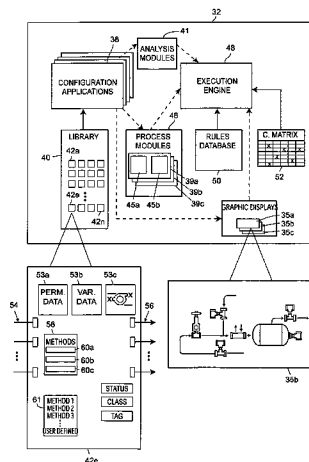 32
41
ANALYSIS MODULES
38
48
CONFIGURATION APPLICATIONS
EXECUTION ENGINE
LIBRARY
40
42a
42e
42n
46
PROCESS MODULES
39a
39b
39c
45a
45b
RULES DATABASE
50
C. MATRIX
X
52
GRAPHIC DISPLAYS
35a
35b
35c
53a
53b
53c
PERM. DATA
VAR. DATA
54
56
58
METHODS
60a
60b
60c
STATUS
CLASS
TAG
61
METHOD 1
METHOD 2
METHOD 3
USER DEFINED
42e
35b